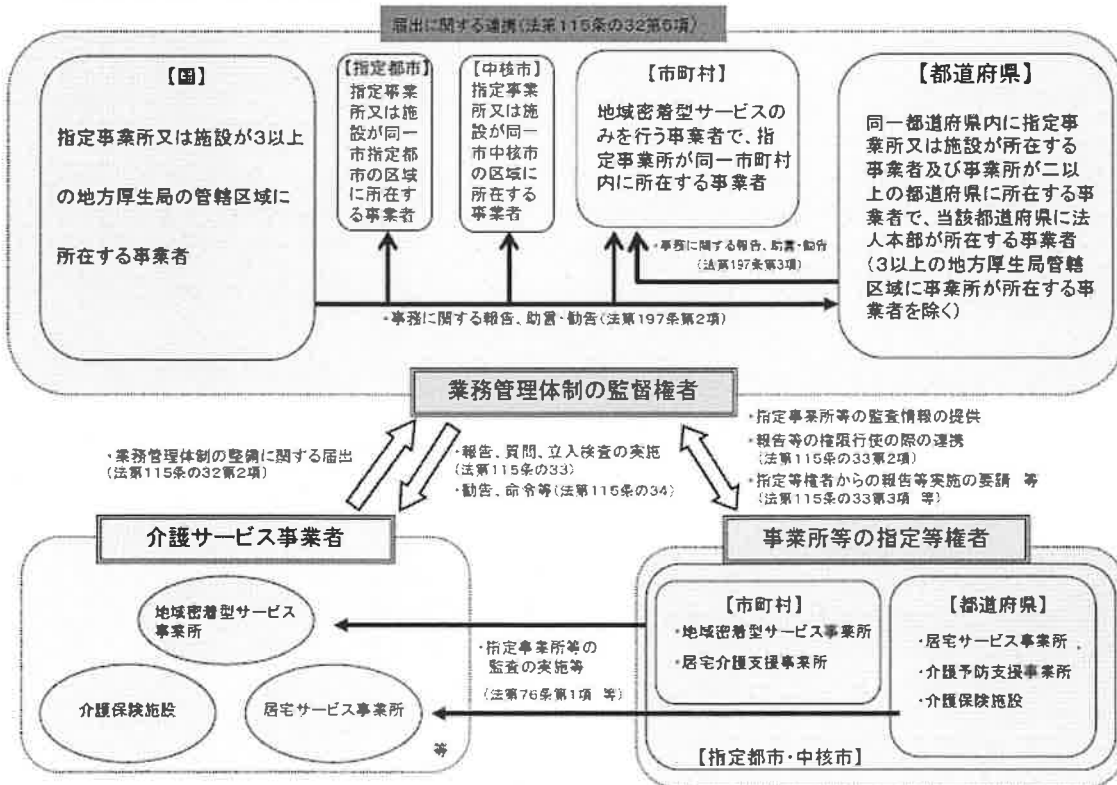 届出に関する連携(法第115条の32第5項)
【国】
指定事業所又は施設が3以上
の地方厚生局の管轄区域に
所在する事業者
【指定都市】
指定事業
所又は施
設が同一
市指定都
市の区域
に所在す
る事業者
【中核市】
指定事業
所又は施
設が同一
市中核市
の区域に
所在する
事業者
【市町村】
地域密着型サービスの
みを行う事業者で、指
定事業所が同一市町村
内に所在する事業者
【都道府県】
同一都道府県内に指定事
業所又は施設が所在する
事業者及び事業所が二以
上の都道府県に所在する事
業者で、当該都道府県に法
人本部が所在する事業者
(3以上の地方厚生局管轄
区域に事業所が所在する事
業者を除く)
・事務に関する報告、助言・勧告
(法第197条第3項)
・事務に関する報告、助言・勧告(法第197条第2項)
業務管理体制の監督権者
・業務管理体制の整備に関する届出
(法第115条の32第2項)
・報告、質問、立入検査の実施
(法第115条の33)
・勧告、命令等(法第115条の34)
・指定事業所等の監査情報の提供
・報告等の権限行使の際の連携
(法第115条の33第2項)
・指定等権者からの報告等実施の要請 等
(法第115条の33第3項 等)
介護サービス事業者
地域密着型サービス
事業所
介護保険施設
居宅サービス事業所
等
・指定事業所等の
監査の実施等
(法第76条第1項 等)
事業所等の指定等権者
【市町村】
・地域密着型サービス事業所
・居宅介護支援事業所
【都道府県】
・居宅サービス事業所
・介護予防支援事業所
・介護保険施設
【指定都市・中核市】